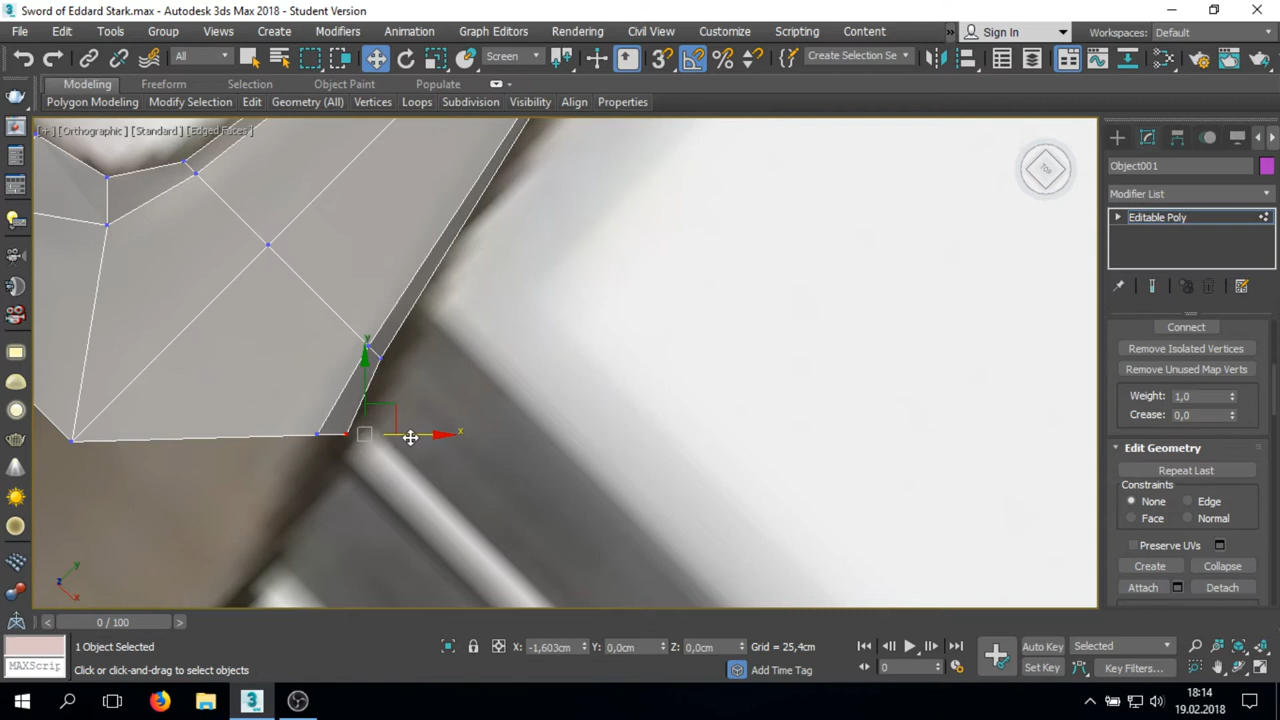 Sword of Eddard Stark.max - Autodesk 3ds Max 2018 - Student Version
File Edit Tools Group Views Create Modifiers Animation Graph Editors Rendering Civil View Customize Scripting Content » Sign In Workspaces: Default
All Screen Create Selection Se
Modeling Freeform Selection Object Paint Populate
Polygon Modeling Modify Selection Edit Geometry (All) Vertices Loops Subdivision Visibility Align Properties
[+] [Orthographic] [Standard] [Edged Faces]
TOP
Object001
Modifier List
Editable Poly
Connect
Remove Isolated Vertices
Remove Unused Map Verts
Weight: 1,0
Crease: 0,0
Edit Geometry
Repeat Last
Constraints
None Edge
Face Normal
Preserve UVs
Create Collapse
Attach Detach
y
x
y
z
x
< 0 / 100 >
1 Object Selected X: -1,603cm Y: 0,0cm Z: 0,0cm Grid = 25,4cm Auto Key Selected
MAXScrip Click or click-and-drag to select objects Add Time Tag 0 Set Key Key Filters...
3
MAX
18:14
19.02.2018